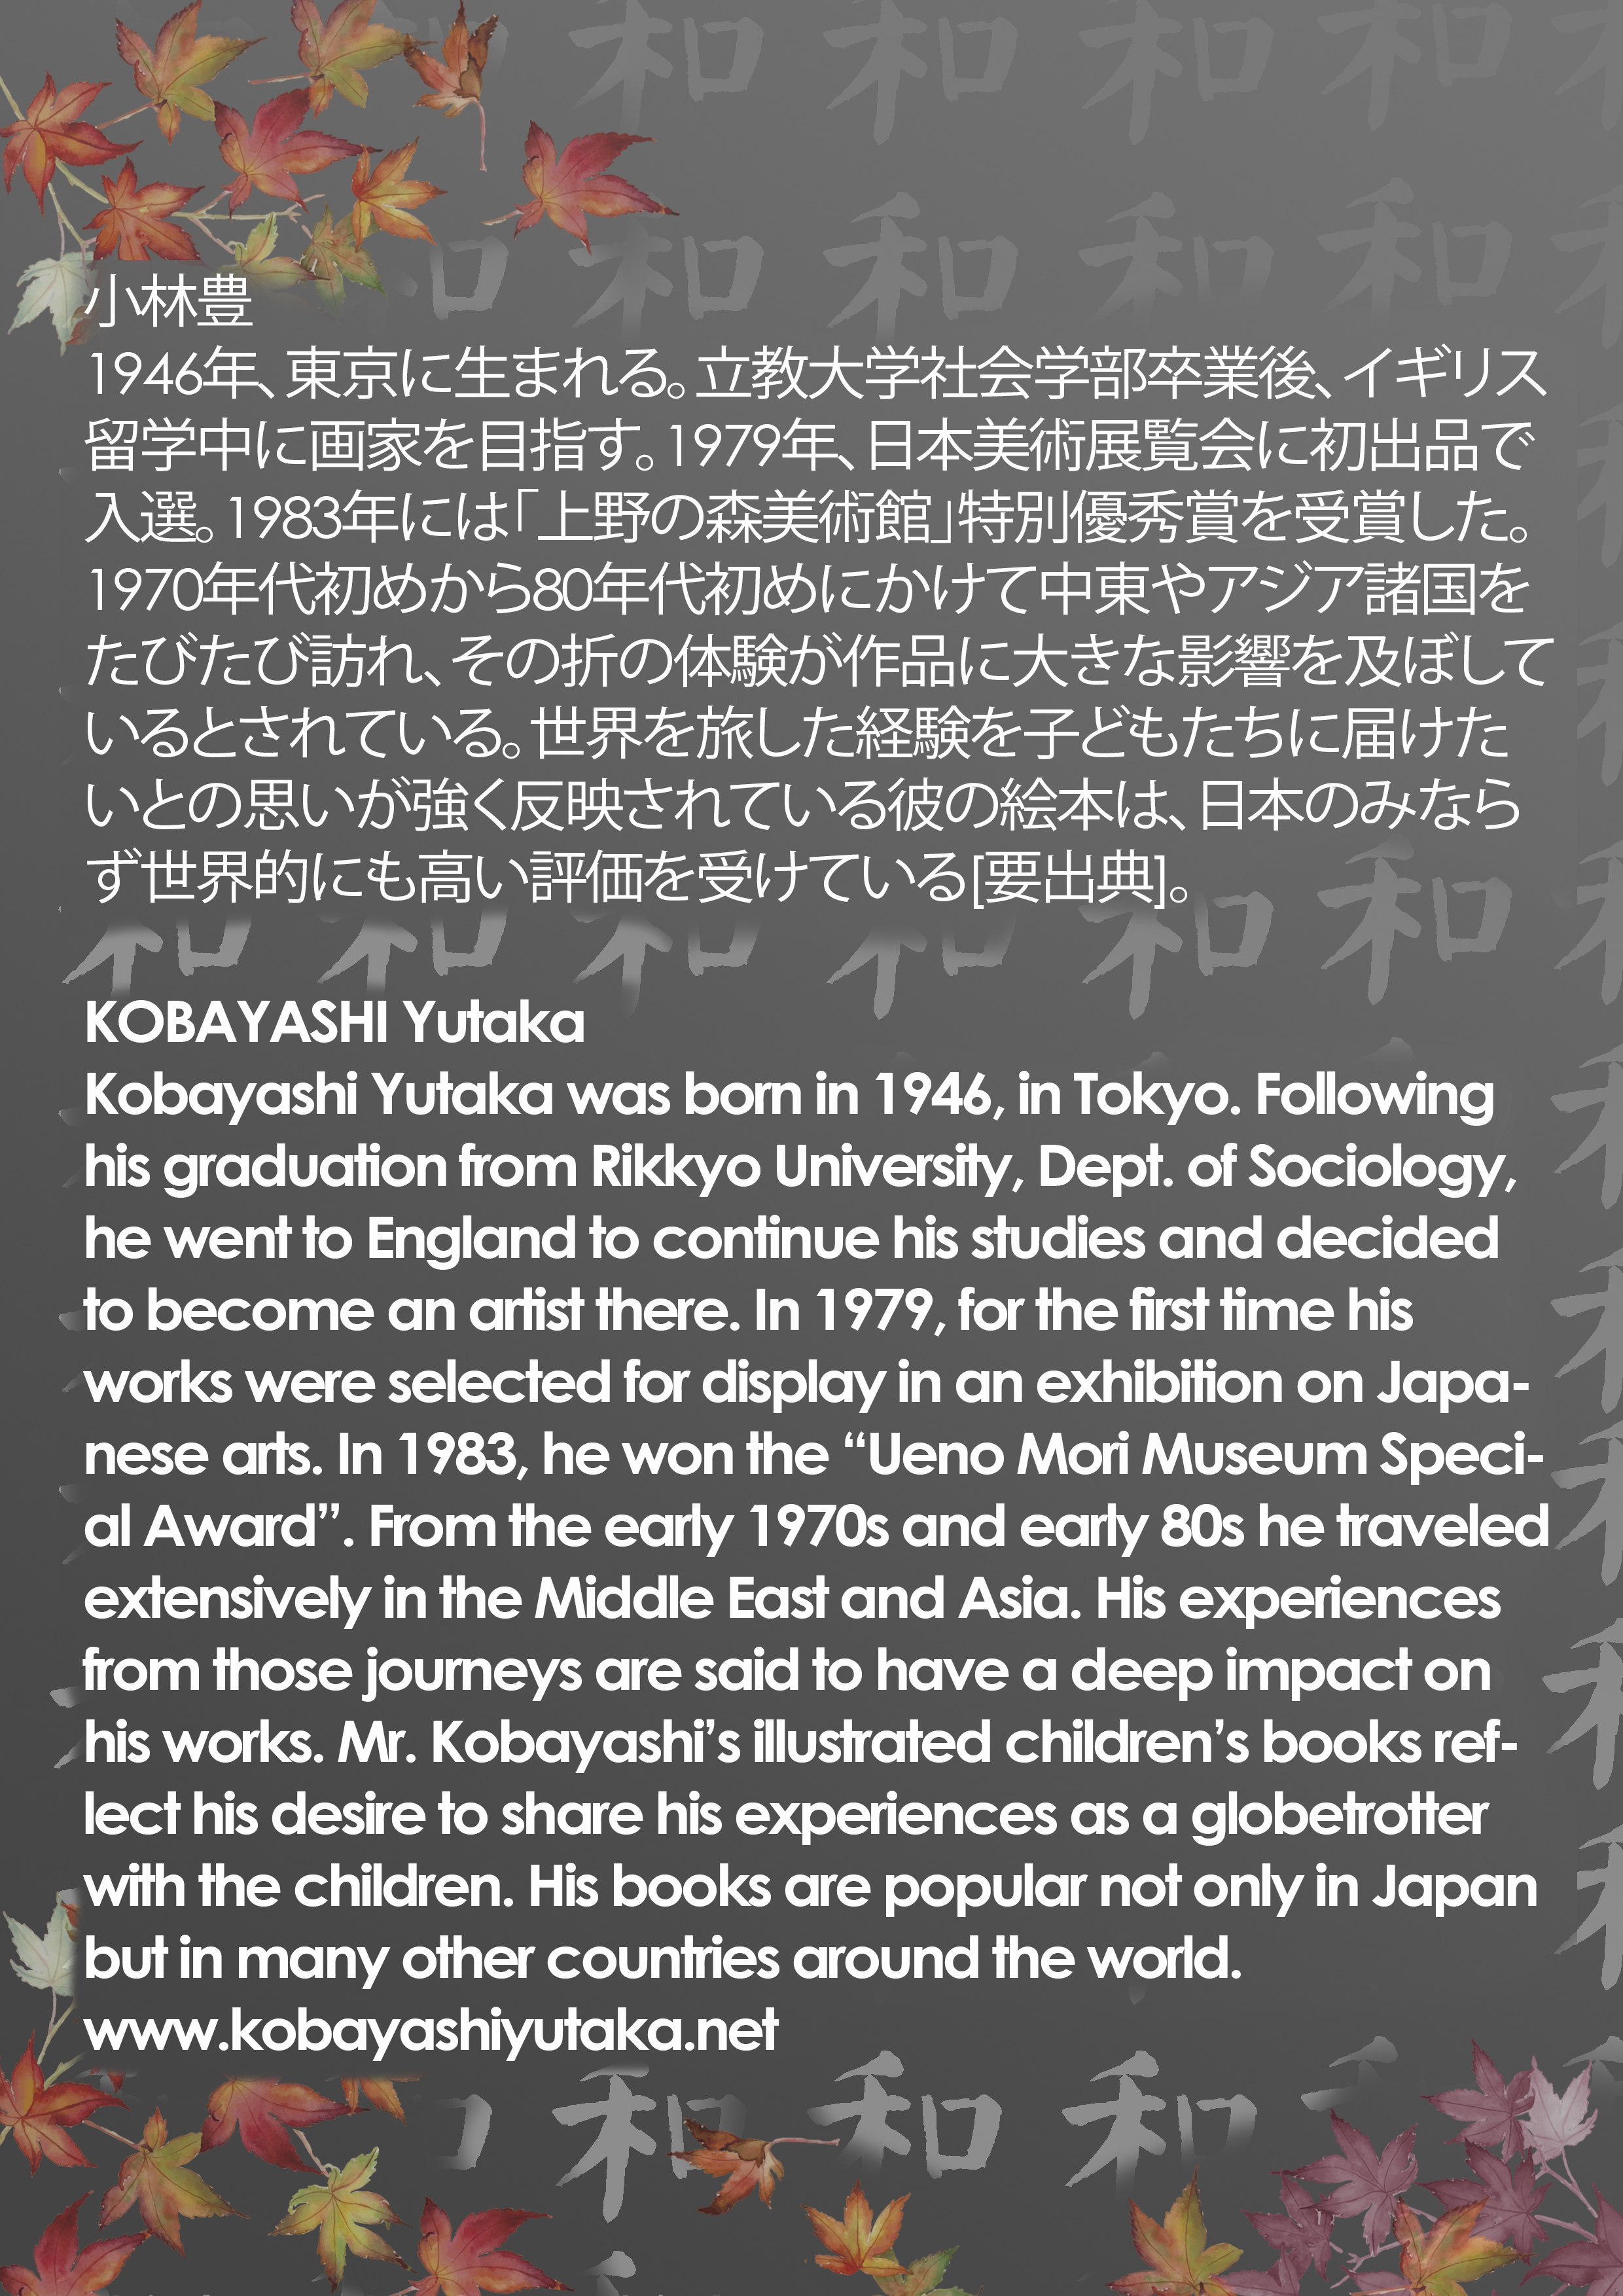 小林豊
1946年、東京に生まれる。立教大学社会学部卒業後、イギリス
留学中に画家を目指す。1979年、日本美術展覧会に初出品で
入選。1983年には「上野の森美術館」特別優秀賞を受賞した。
1970年代初めから80年代初めにかけて中東やアジア諸国を
たびたび訪れ、その折の体験が作品に大きな影響を及ぼして
いるとされている。世界を旅した経験を子どもたちに届けた
いとの思いが強く反映されている彼の絵本は、日本のみなら
ず世界的にも高い評価を受けている[要出典]。
KOBAYASHI Yutaka
Kobayashi Yutaka was born in 1946, in Tokyo. Following
his graduation from Rikkyo University, Dept. of Sociology,
he went to England to continue his studies and decided
to become an artist there. In 1979, for the first time his
works were selected for display in an exhibition on Japa-
nese arts. In 1983, he won the “Ueno Mori Museum Speci-
al Award”. From the early 1970s and early 80s he traveled
extensively in the Middle East and Asia. His experiences
from those journeys are said to have a deep impact on
his works. Mr. Kobayashi’s illustrated children’s books ref-
lect his desire to share his experiences as a globetrotter
with the children. His books are popular not only in Japan
but in many other countries around the world.
www.kobayashiyutaka.net
和 和 和